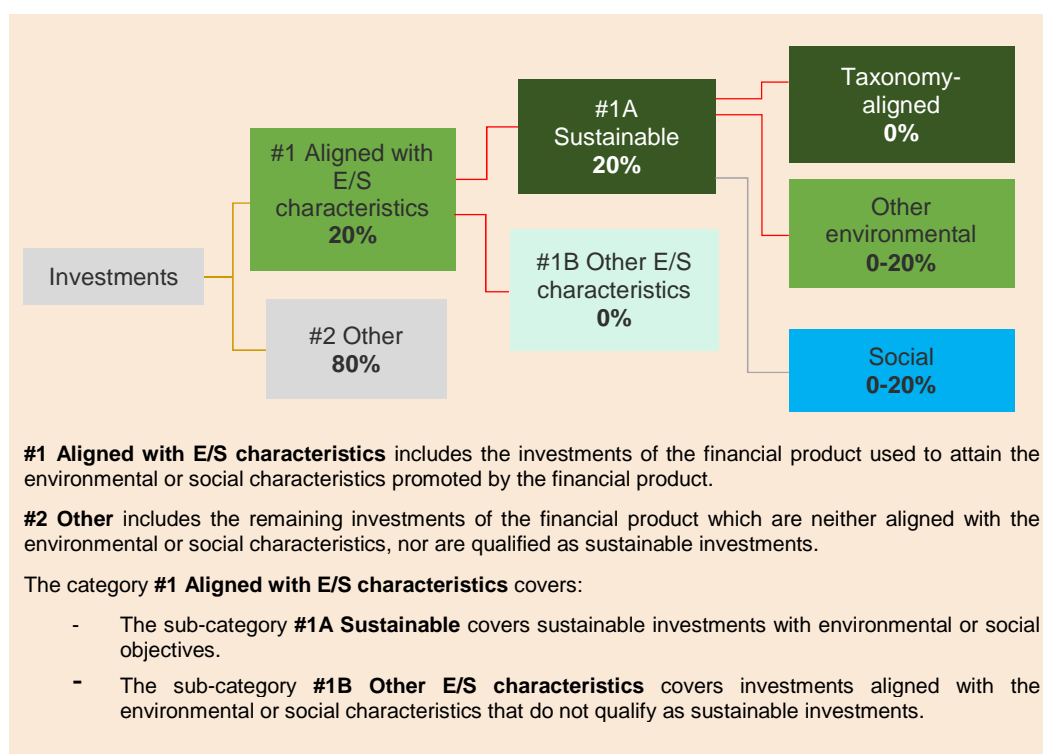 Investments
#1 Aligned with
E/S
characteristics
20%
#2 Other
80%
#1A
Sustainable
20%
#1B Other E/S
characteristics
0%
Taxonomy-
aligned
0%
Other
environmental
0-20%
Social
0-20%
#1 Aligned with E/S characteristics includes the investments of the financial product used to attain the
environmental or social characteristics promoted by the financial product.
#2 Other includes the remaining investments of the financial product which are neither aligned with the
environmental or social characteristics, nor are qualified as sustainable investments.
The category #1 Aligned with E/S characteristics covers:
- The sub-category #1A Sustainable covers sustainable investments with environmental or social
objectives.
- The sub-category #1B Other E/S characteristics covers investments aligned with the
environmental or social characteristics that do not qualify as sustainable investments.